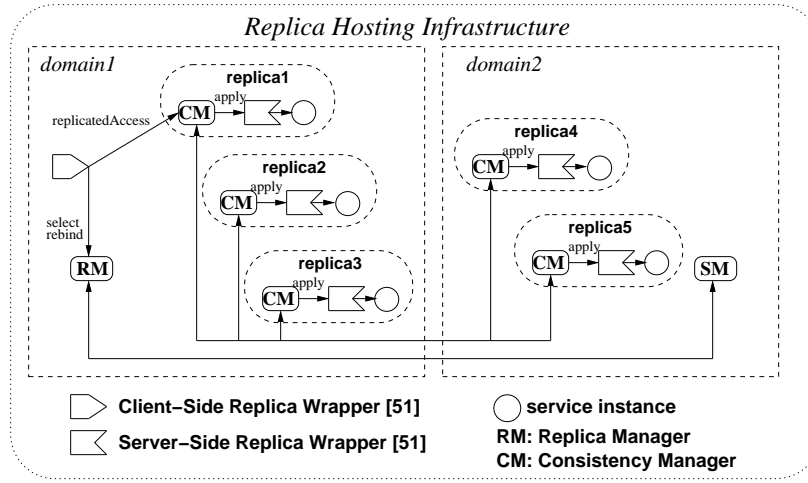 Replica Hosting Infrastructure
domain1
replica1
CM
apply
replicatedAccess
replica2
CM
apply
select
rebind
RM
replica3
CM
apply
domain2
replica4
CM
apply
replica5
CM
apply
SM
Client−Side Replica Wrapper [51]
Server−Side Replica Wrapper [51]
service instance
RM: Replica Manager
CM: Consistency Manager